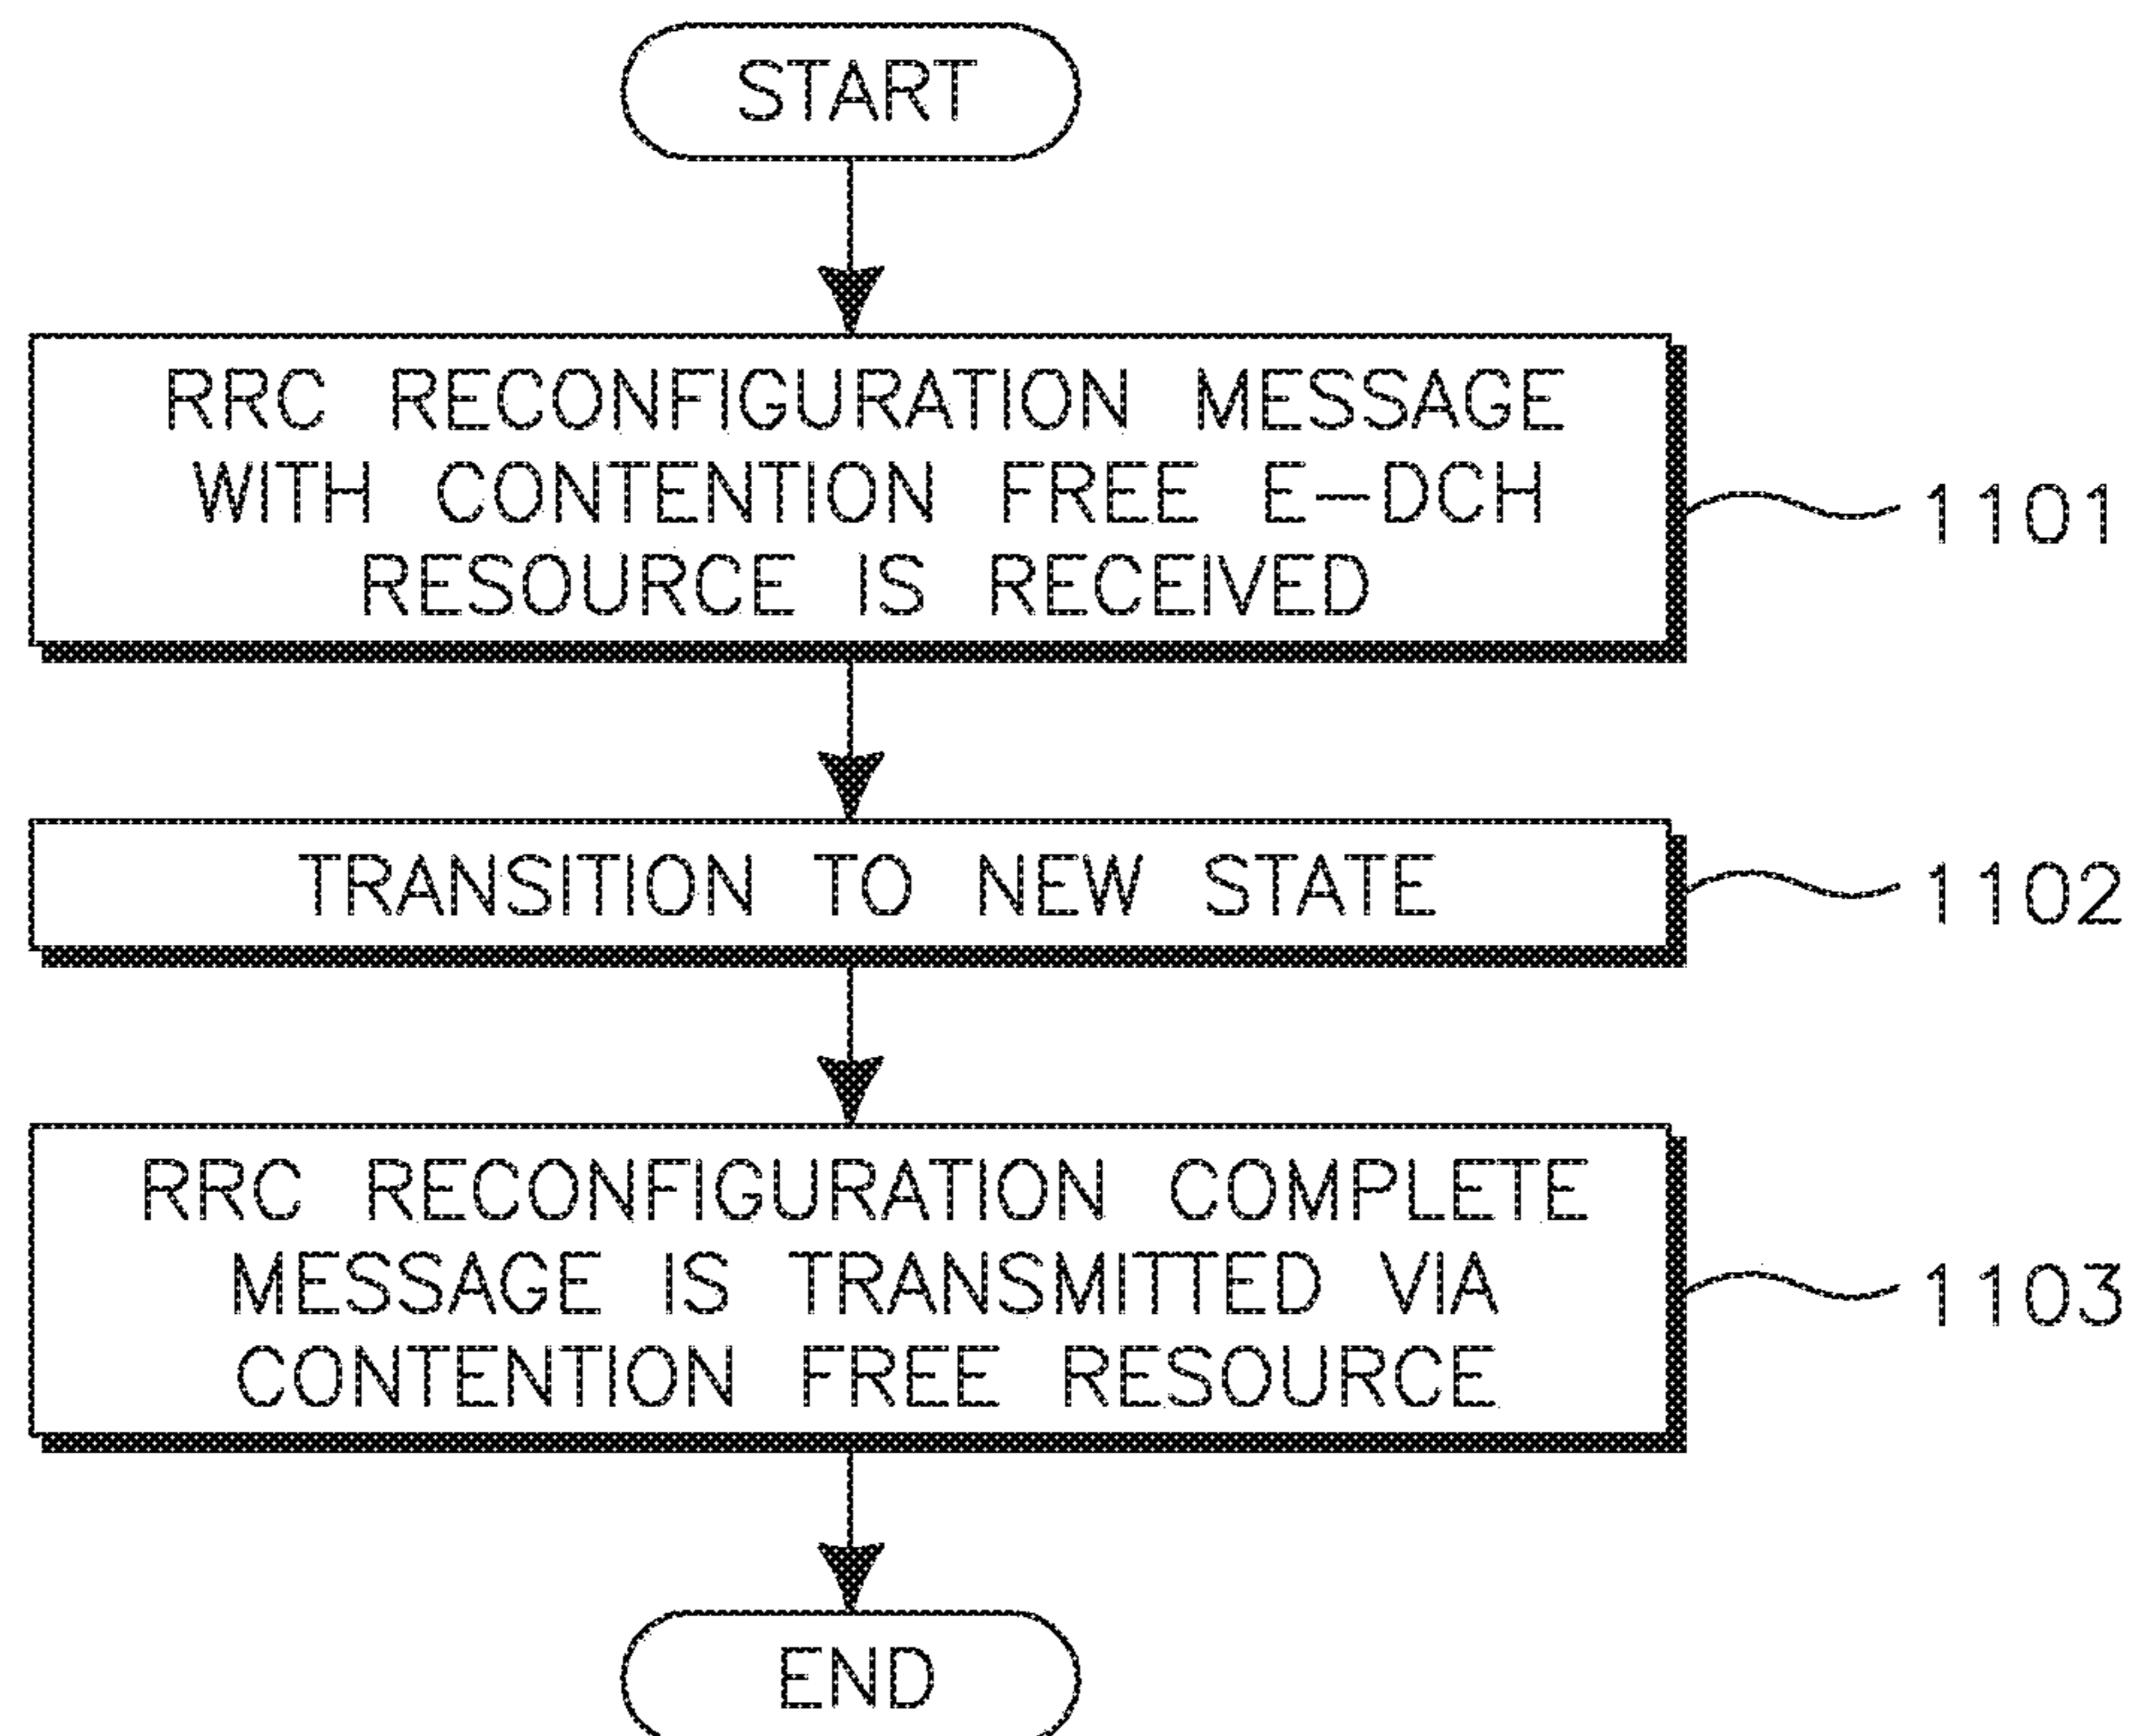 START
RRC RECONFIGURATION MESSAGE
WITH CONTENTION FREE E-DCH
RESOURCE IS RECEIVED
1101
TRANSITION TO NEW STATE
1102
RRC RECONFIGURATION COMPLETE
MESSAGE IS TRANSMITTED VIA
CONTENTION FREE RESOURCE
1103
END